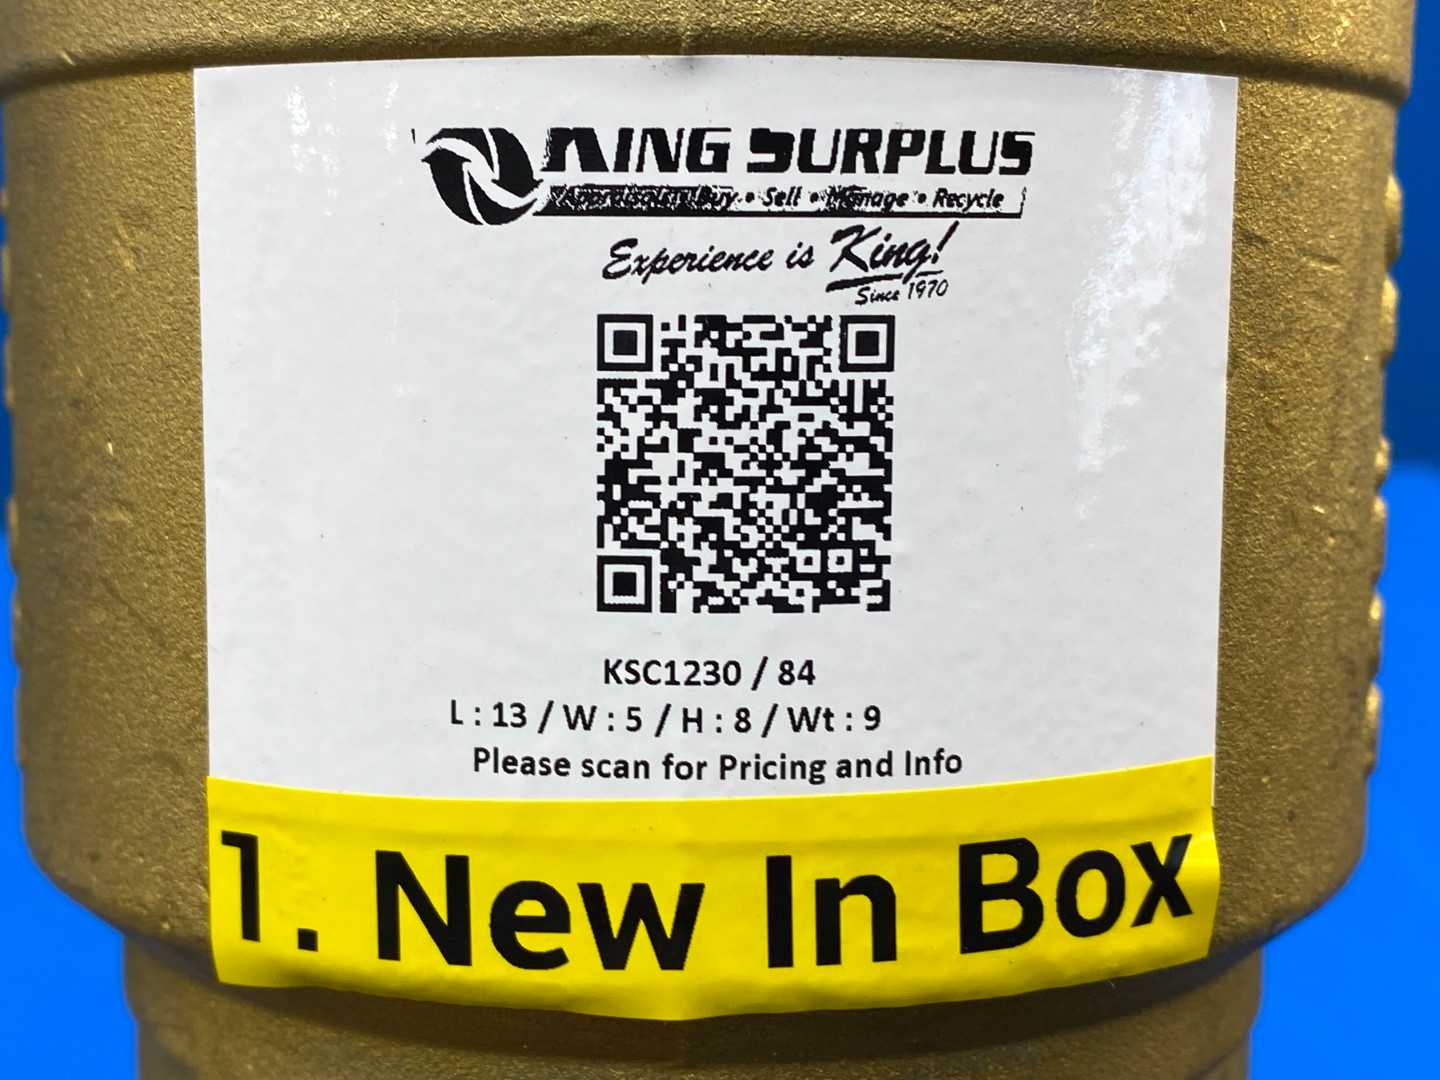 KING SURPLUS
Appraisals • Buy • Sell • Manage • Recycle
Experience is King!
Since 1970
KSC1230 / 84
L : 13 / W : 5 / H : 8 / Wt : 9
Please scan for Pricing and Info
1. New In Box